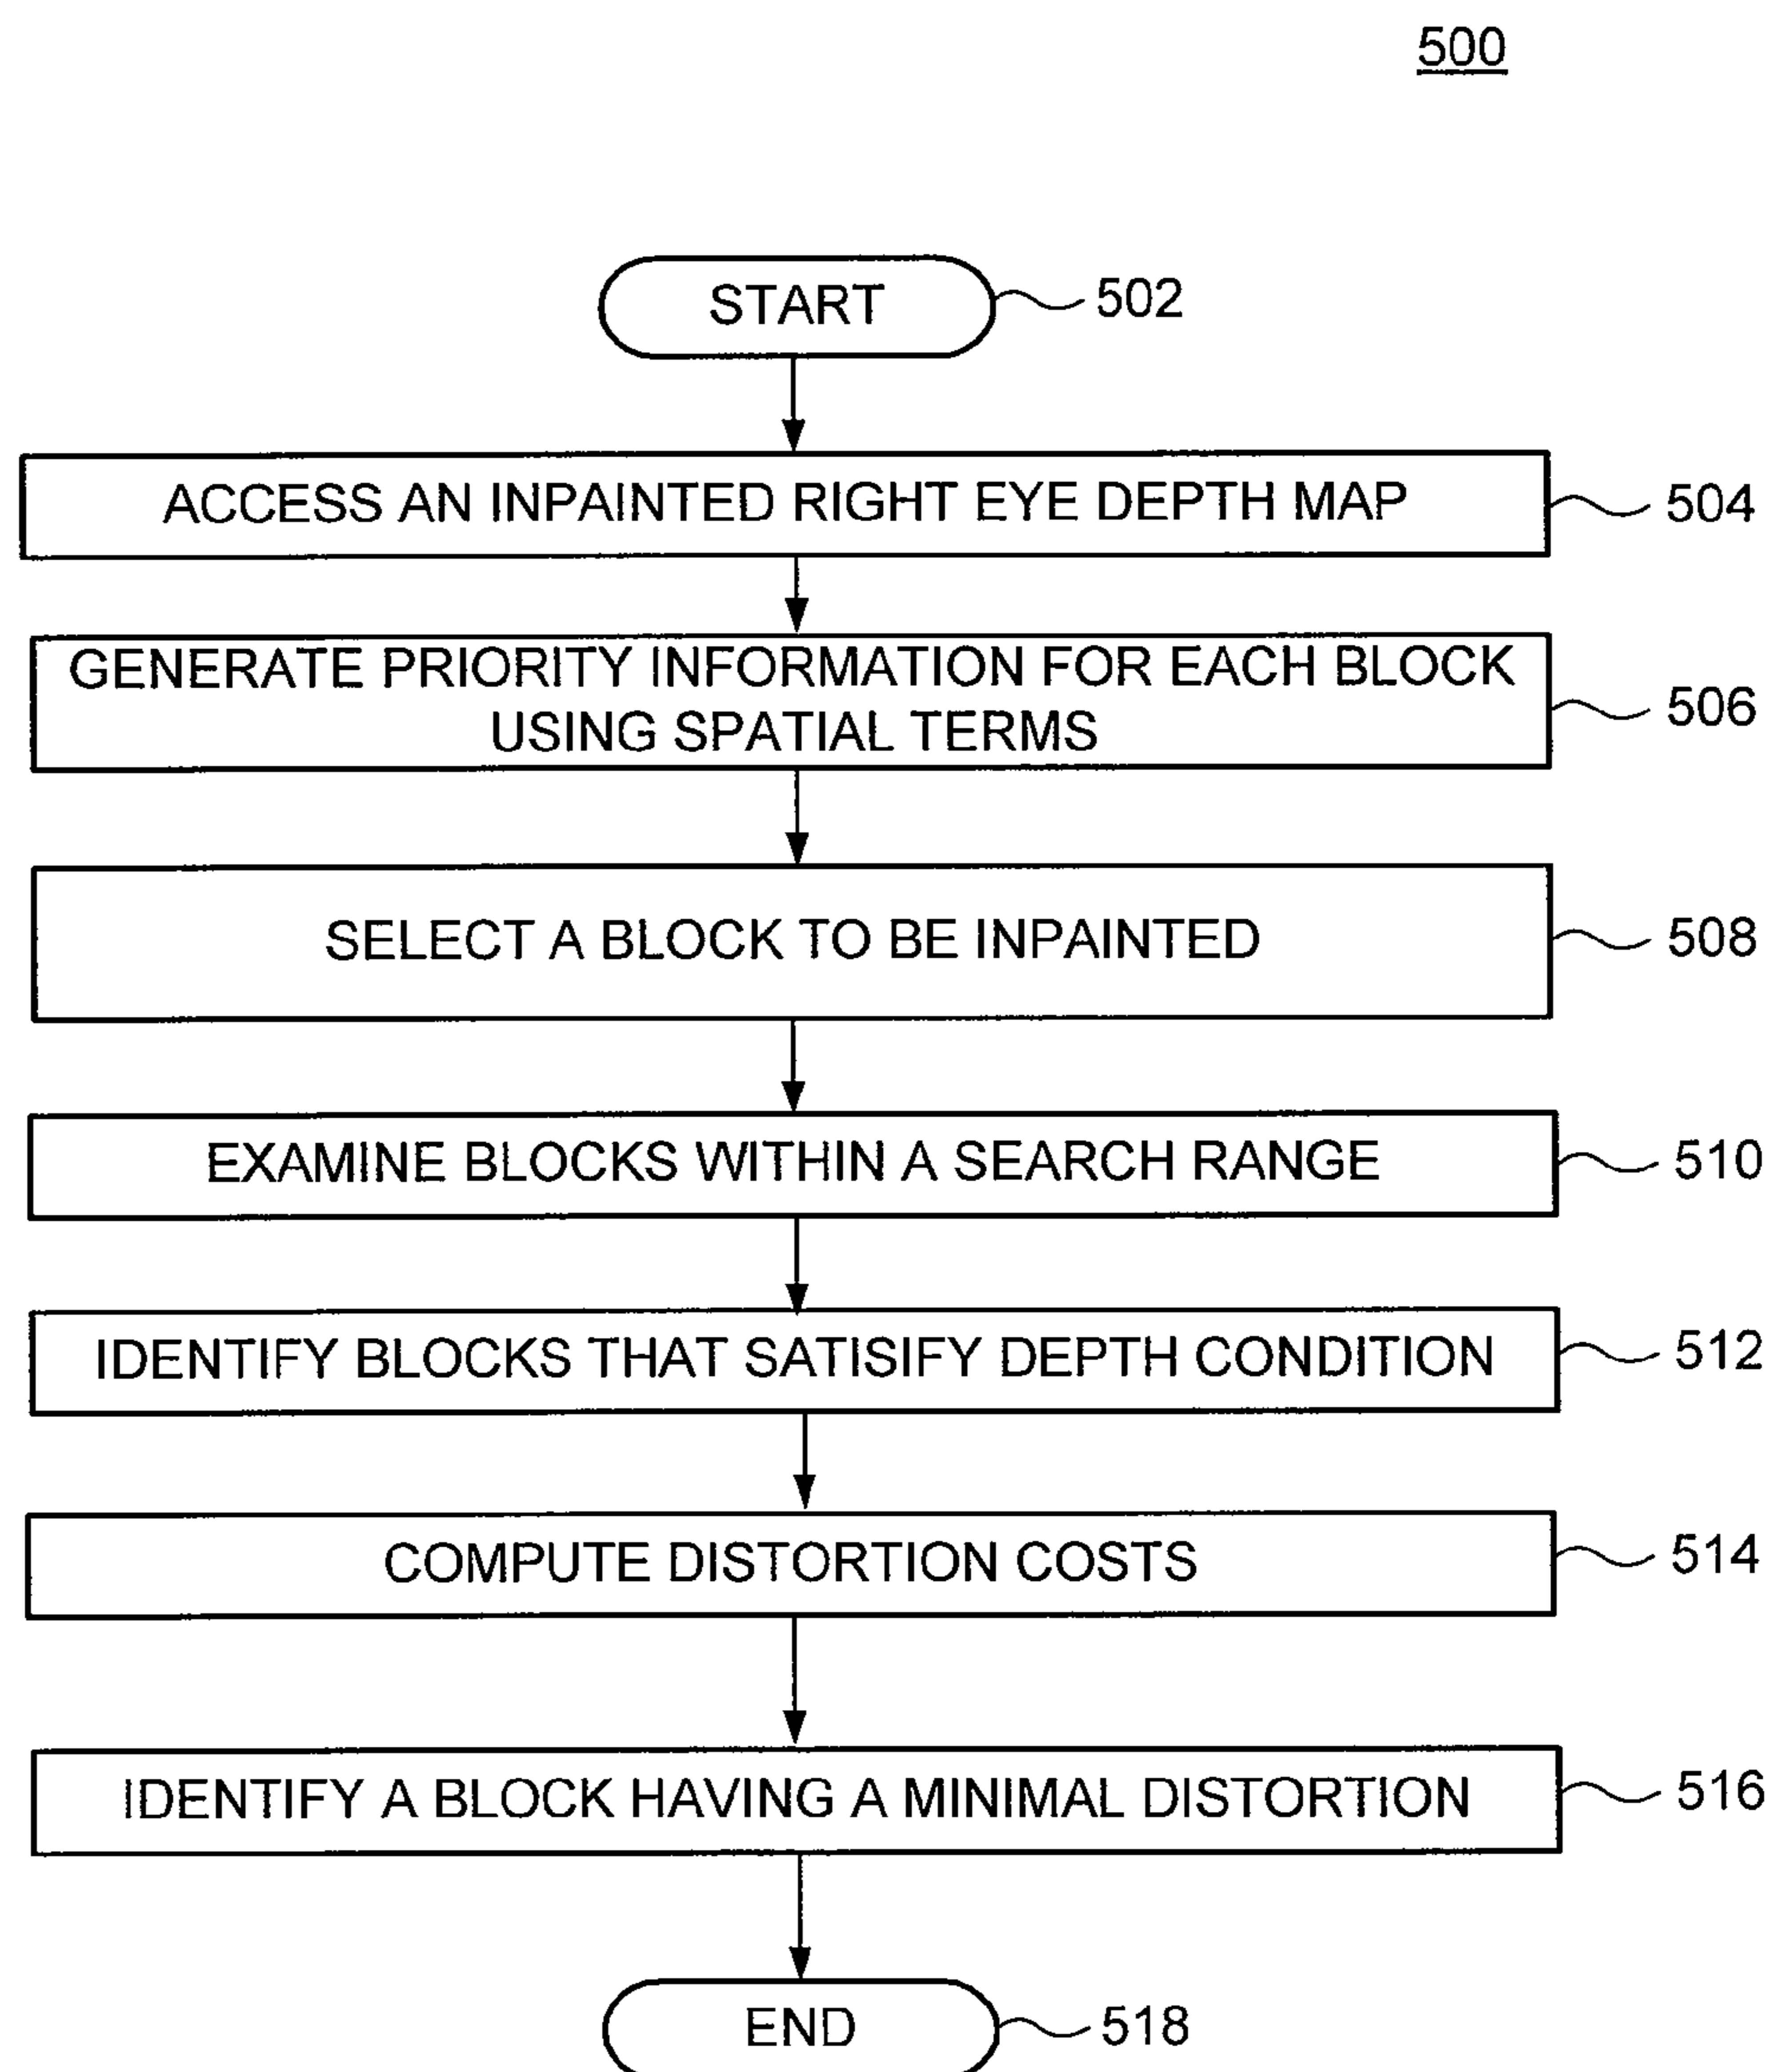 500
START
502
ACCESS AN INPAINTED RIGHT EYE DEPTH MAP
504
GENERATE PRIORITY INFORMATION FOR EACH BLOCK
USING SPATIAL TERMS
506
SELECT A BLOCK TO BE INPAINTED
508
EXAMINE BLOCKS WITHIN A SEARCH RANGE
510
IDENTIFY BLOCKS THAT SATISIFY DEPTH CONDITION
512
COMPUTE DISTORTION COSTS
514
IDENTIFY A BLOCK HAVING A MINIMAL DISTORTION
516
END
518